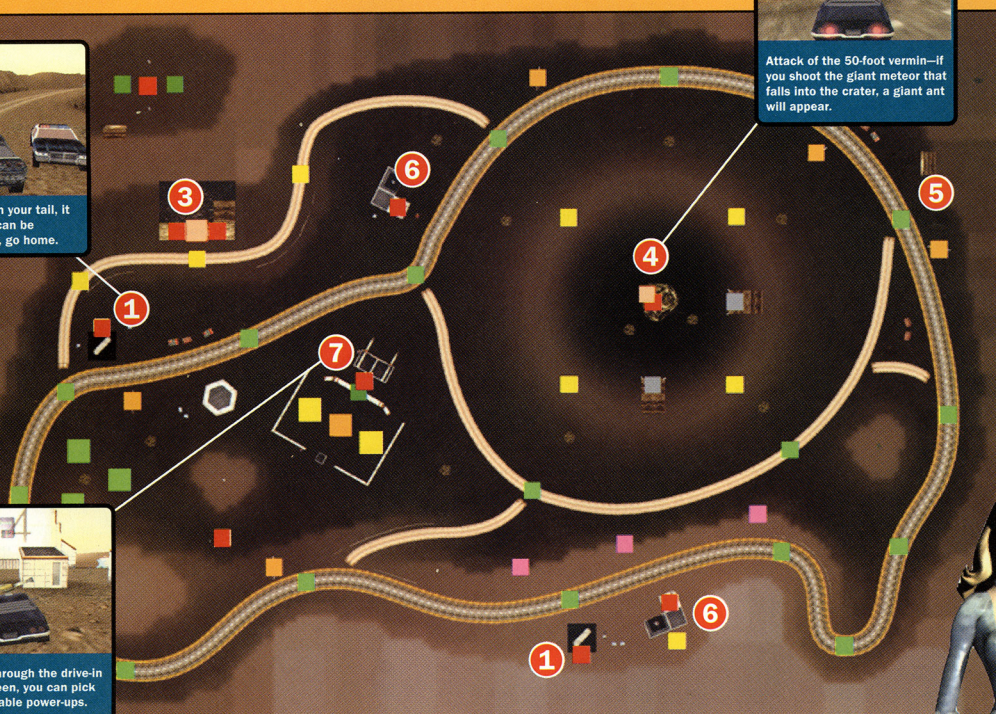 Attack of the 50-foot vermin—if
you shoot the giant meteor that
falls into the crater, a giant ant
will appear.
your tail, it
can be
go home.
3
6
5
4
1
7
6
1
rough the drive-in
een, you can pick
able power-ups.